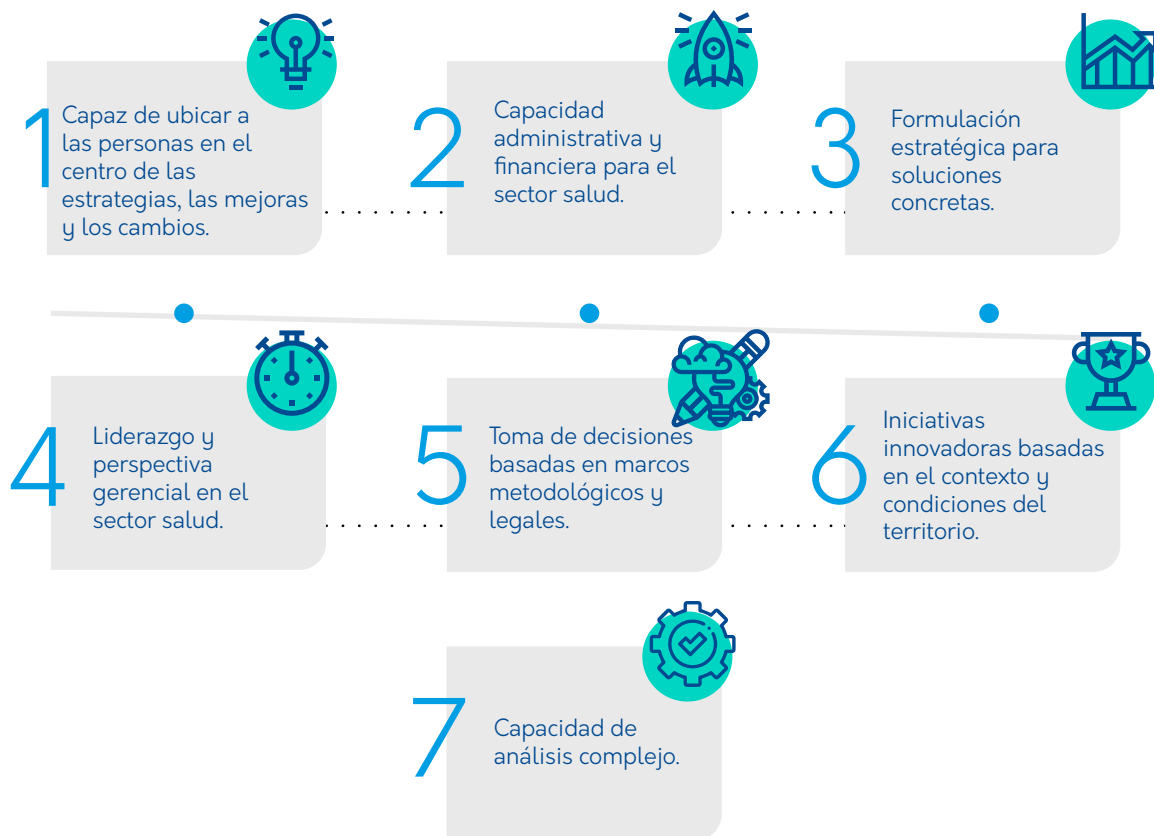 1
Capaz de ubicar a
las personas en el
centro de las
estrategias, las mejoras
y los cambios.
2
Capacidad
administrativa y
financiera para el
sector salud.
3
Formulación
estratégica para
soluciones
concretas.
4
Liderazgo y
perspectiva
gerencial en el
sector salud.
5
Toma de decisiones
basadas en marcos
metodológicos y
legales.
6
Iniciativas
innovadoras basadas
en el contexto y
condiciones del
territorio.
7
Capacidad de
análisis complejo.